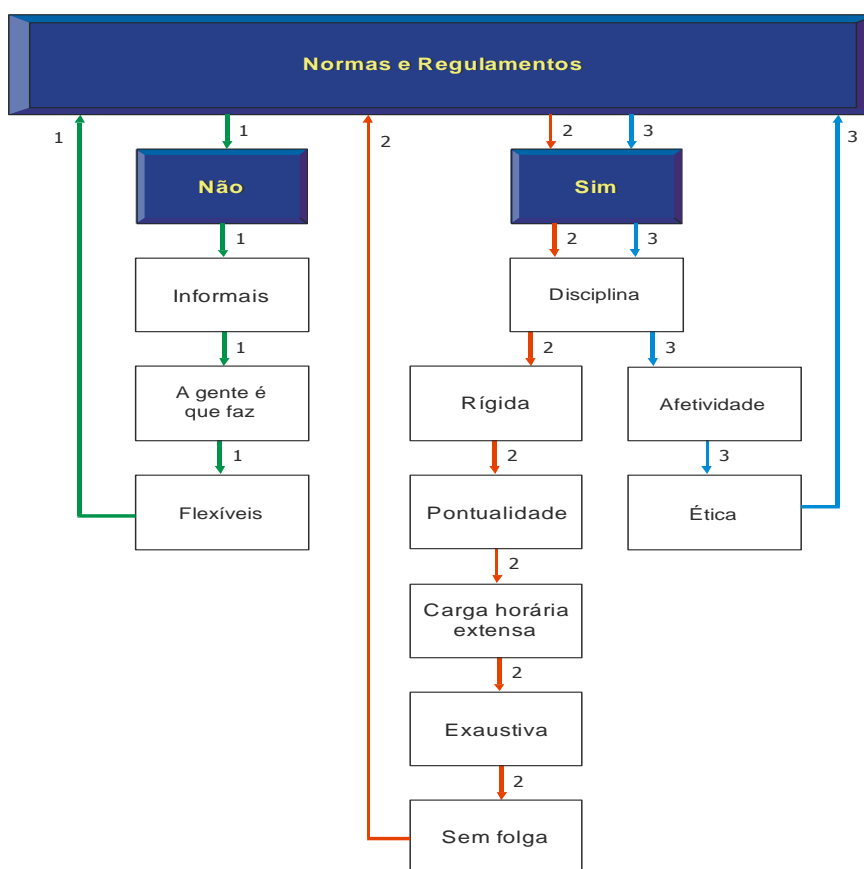 Normas e Regulamentos
1
1
2
2
3
3
Não
Sim
1
2
3
Informais
Disciplina
1
2
3
A gente é
que faz
Rígida
Afetividade
1
2
3
Flexíveis
Pontualidade
Ética
2
Carga horária
extensa
2
Exaustiva
2
Sem folga